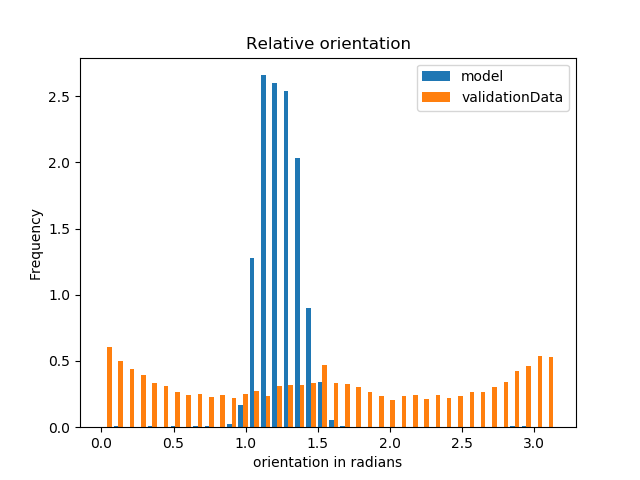 Relative orientation
model
validationData
Frequency
2.5
2.0
1.5
1.0
0.5
0.0
0.0 0.5 1.0 1.5 2.0 2.5 3.0
orientation in radians